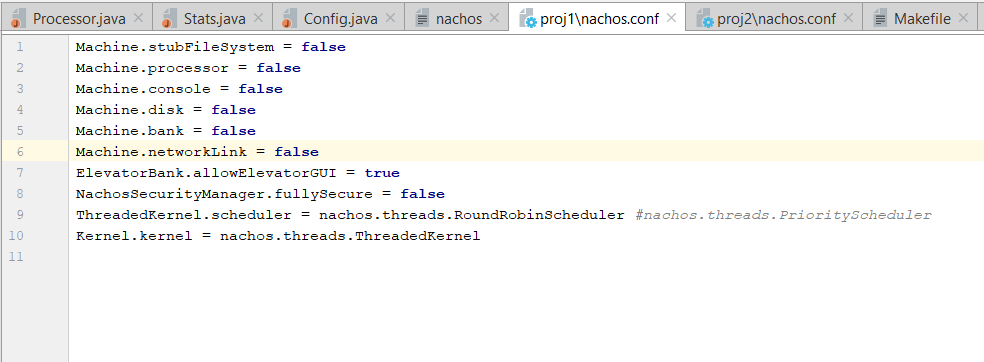 Processor.java Stats.java Config.java nachos proj1\nachos.conf proj2\nachos.conf Makefile
1 Machine.stubFileSystem = false
2 Machine.processor = false
3 Machine.console = false
4 Machine.disk = false
5 Machine.bank = false
6 Machine.networkLink = false
7 ElevatorBank.allowElevatorGUI = true
8 NachosSecurityManager.fullySecure = false
9 ThreadedKernel.scheduler = nachos.threads.RoundRobinScheduler #nachos.threads.PriorityScheduler
10 Kernel.kernel = nachos.threads.ThreadedKernel
11